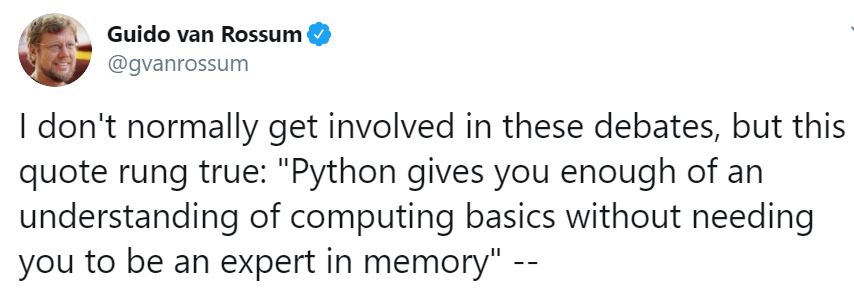 Guido van Rossum
@gvanrossum
I don't normally get involved in these debates, but this
quote rung true: "Python gives you enough of an
understanding of computing basics without needing
you to be an expert in memory" --